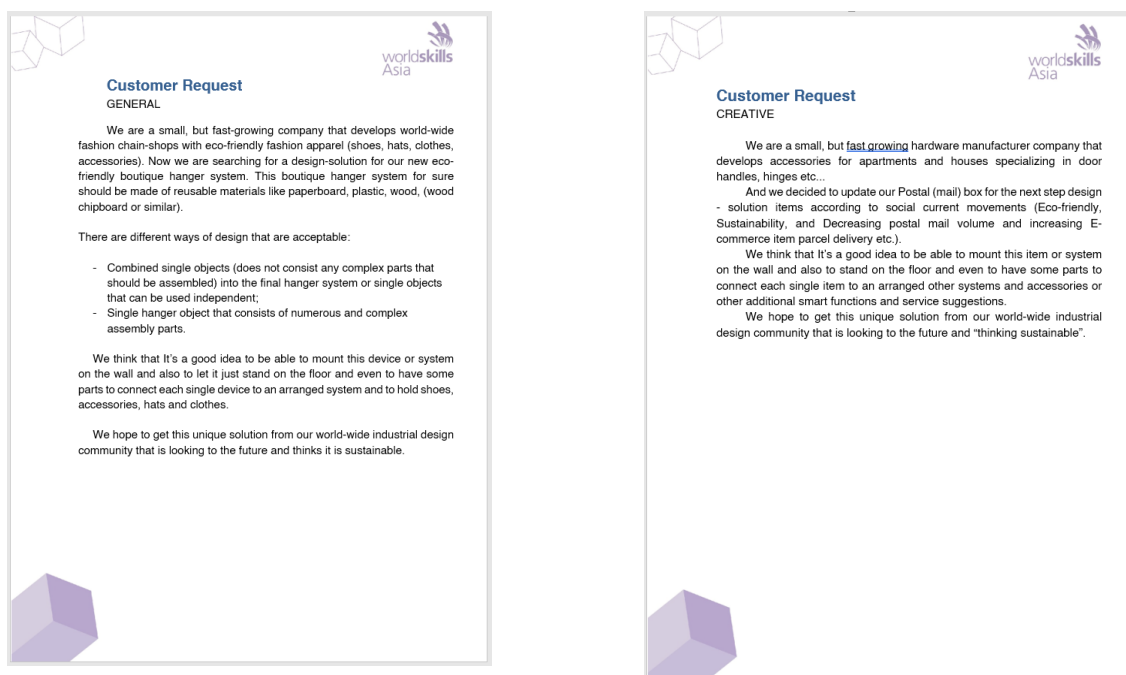 worldskills
Asia
Customer Request
GENERAL
We are a small, but fast-growing company that develops world-wide
fashion chain-shops with eco-friendly fashion apparel (shoes, hats, clothes,
accessories). Now we are searching for a design-solution for our new eco-
friendly boutique hanger system. This boutique hanger system for sure
should be made of reusable materials like paperboard, plastic, wood, (wood
chipboard or similar).
There are different ways of design that are acceptable:
- Combined single objects (does not consist any complex parts that
should be assembled) into the final hanger system or single objects
that can be used independent;
- Single hanger object that consists of numerous and complex
assembly parts.
We think that It's a good idea to be able to mount this device or system
on the wall and also to let it just stand on the floor and even to have some
parts to connect each single device to an arranged system and to hold shoes,
accessories, hats and clothes.
We hope to get this unique solution from our world-wide industrial design
community that is looking to the future and thinks it is sustainable.
worldskills
Asia
Customer Request
CREATIVE
We are a small, but fast growing hardware manufacturer company that
develops accessories for apartments and houses specializing in door
handles, hinges etc...
And we decided to update our Postal (mail) box for the next step design
- solution items according to social current movements (Eco-friendly,
Sustainability, and Decreasing postal mail volume and increasing E-
commerce item parcel delivery etc.).
We think that It's a good idea to be able to mount this item or system
on the wall and also to stand on the floor and even to have some parts to
connect each single item to an arranged other systems and accessories or
other additional smart functions and service suggestions.
We hope to get this unique solution from our world-wide industrial
design community that is looking to the future and “thinking sustainable”.